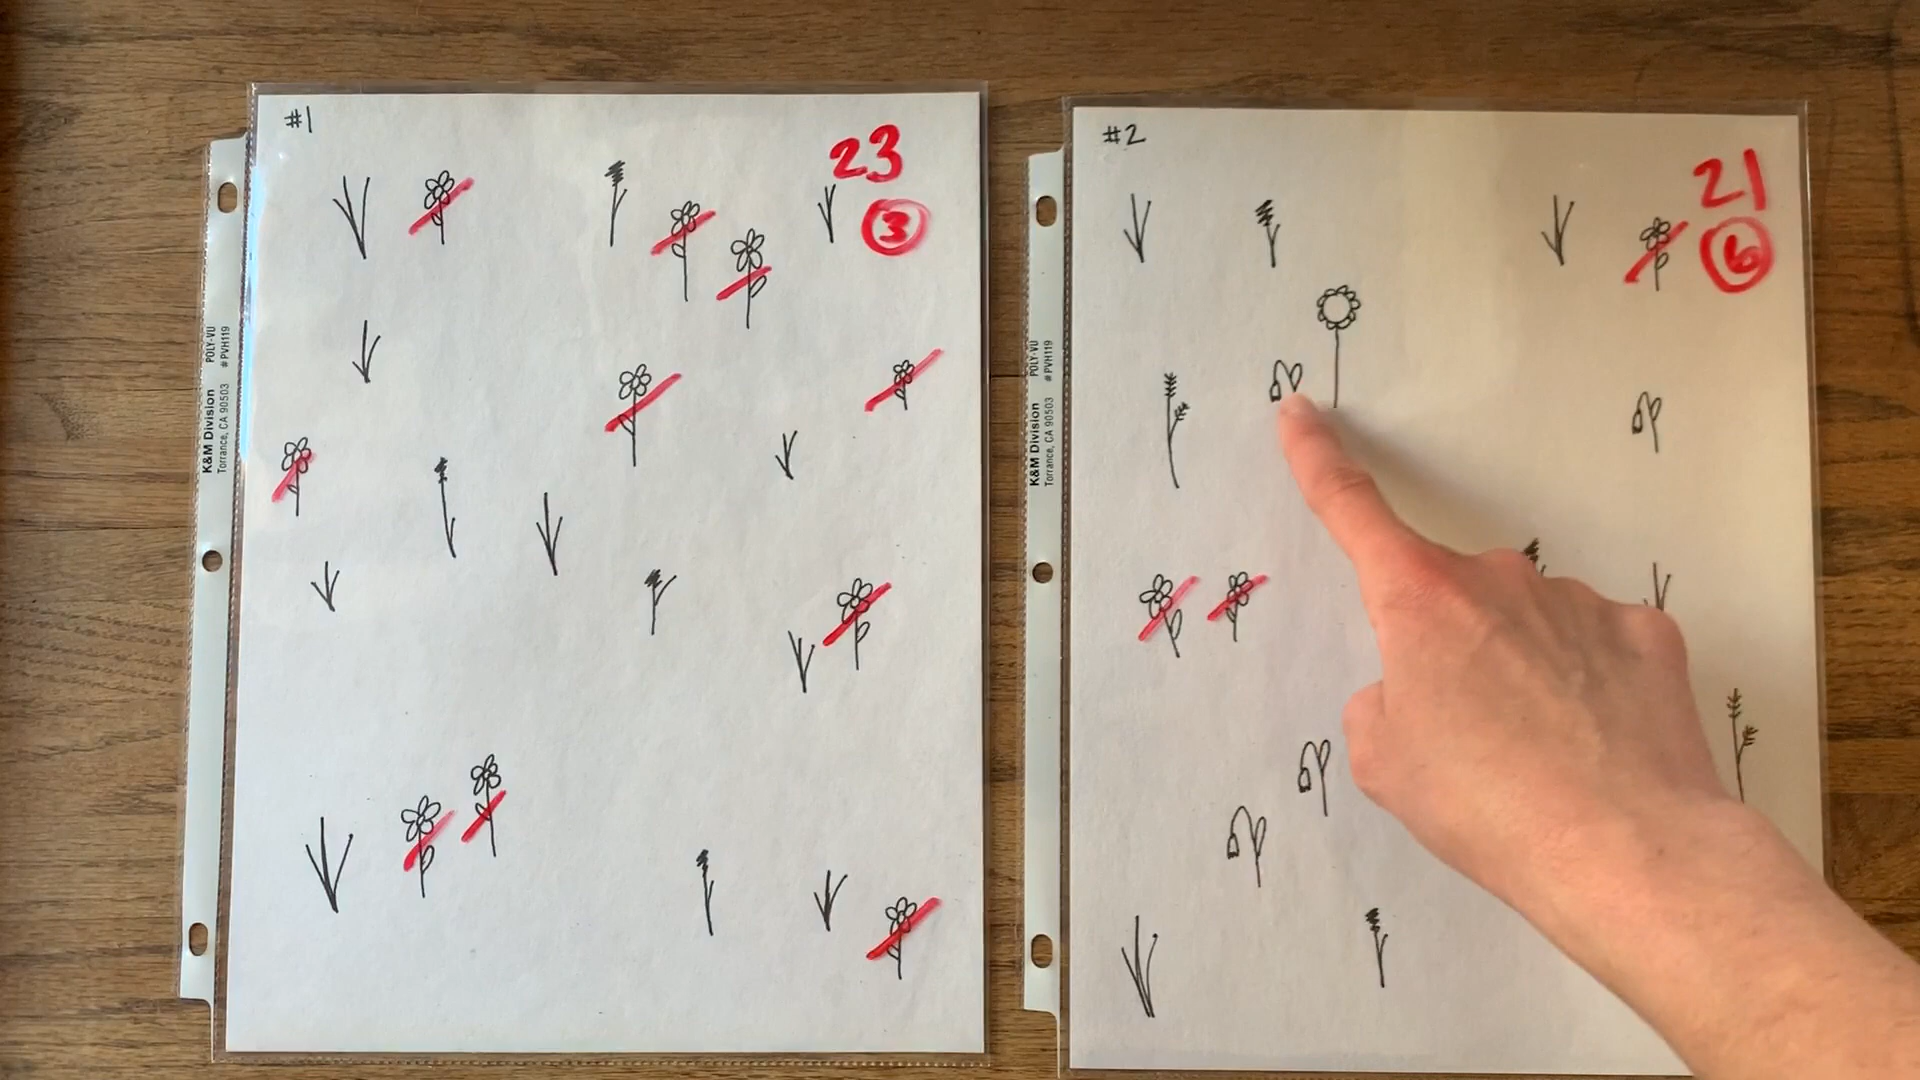 #1
23
3
K&M Division POLY-VU
Torrance, CA 90503 # PVH119
#2
21
6
K&M Division POLY-VU
Torrance, CA 90503 # PVH119